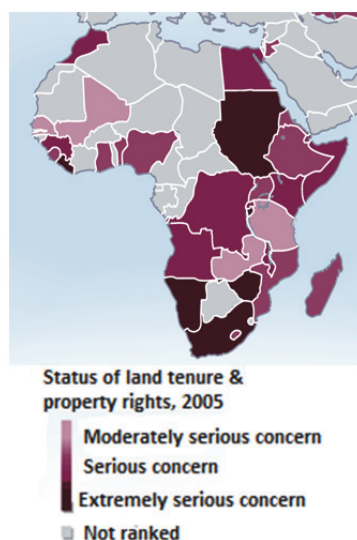 Status of land tenure &
property rights, 2005
Moderately serious concern
Serious concern
Extremely serious concern
Not ranked